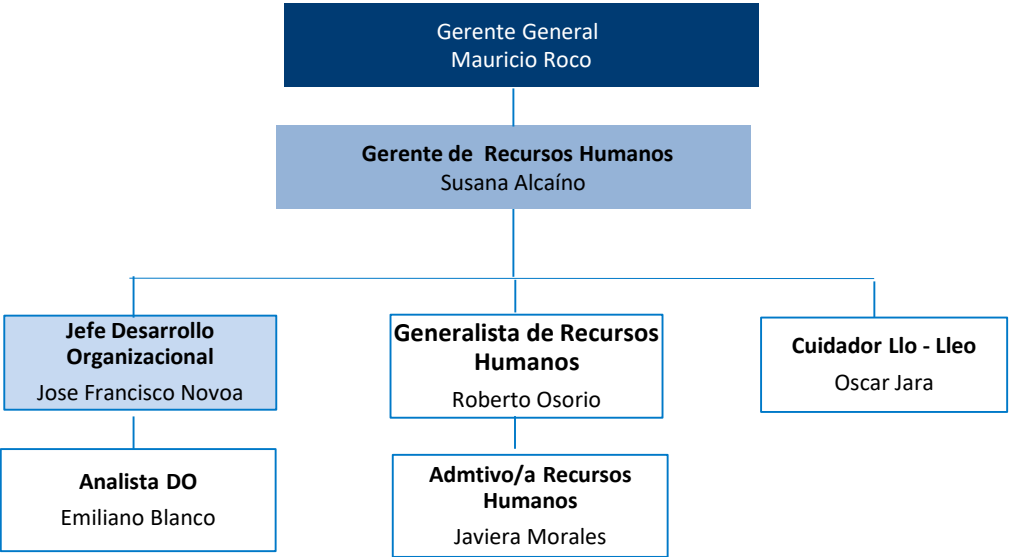 Gerente General
Mauricio Roco
Gerente de  Recursos Humanos
Susana Alcaíno
Jefe Desarrollo
Organizacional
Jose Francisco Novoa
Generalista de Recursos
Humanos
Roberto Osorio
Cuidador Llo - Lleo
Oscar Jara
Analista DO
Emiliano Blanco
Admtivo/a Recursos
Humanos
Javiera Morales